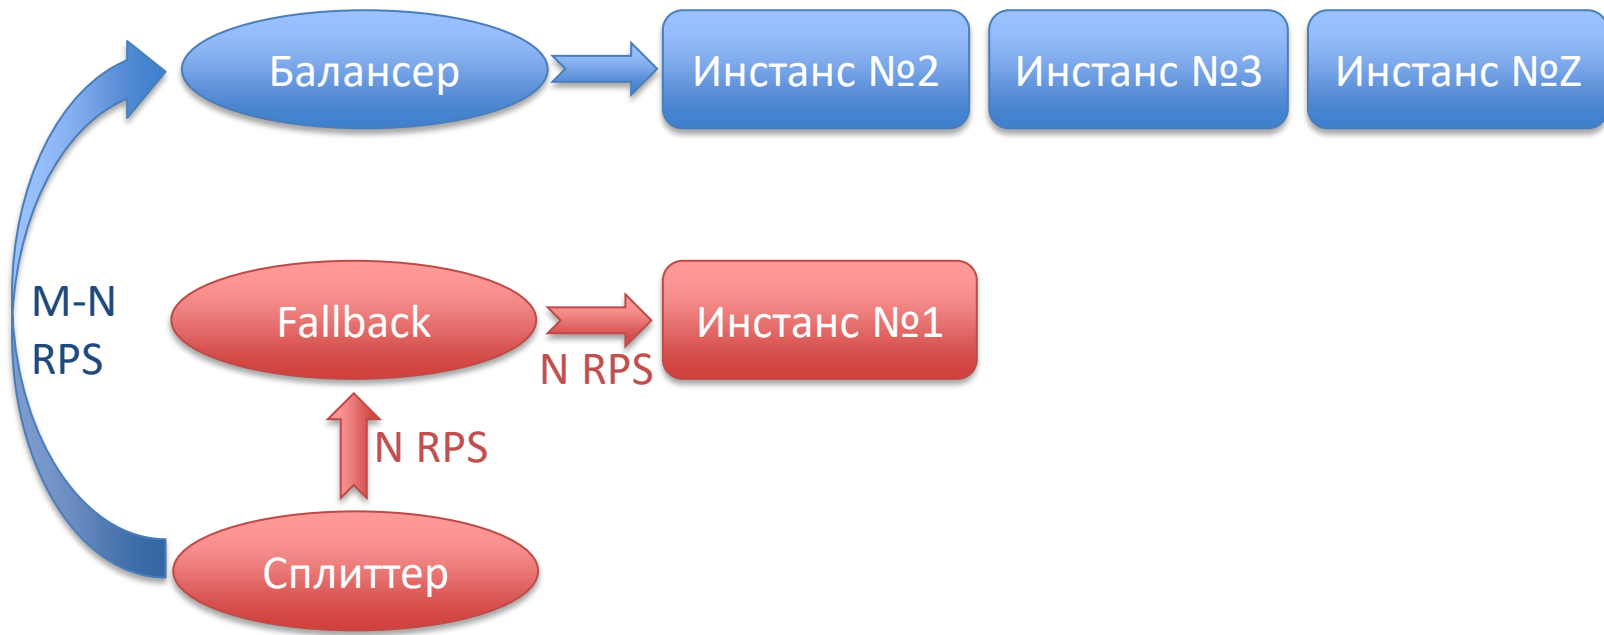 Балансер
Инстанс №2
Инстанс №3
Инстанс №Z
M-N
RPS
Fallback
N RPS
Инстанс №1
N RPS
Сплиттер